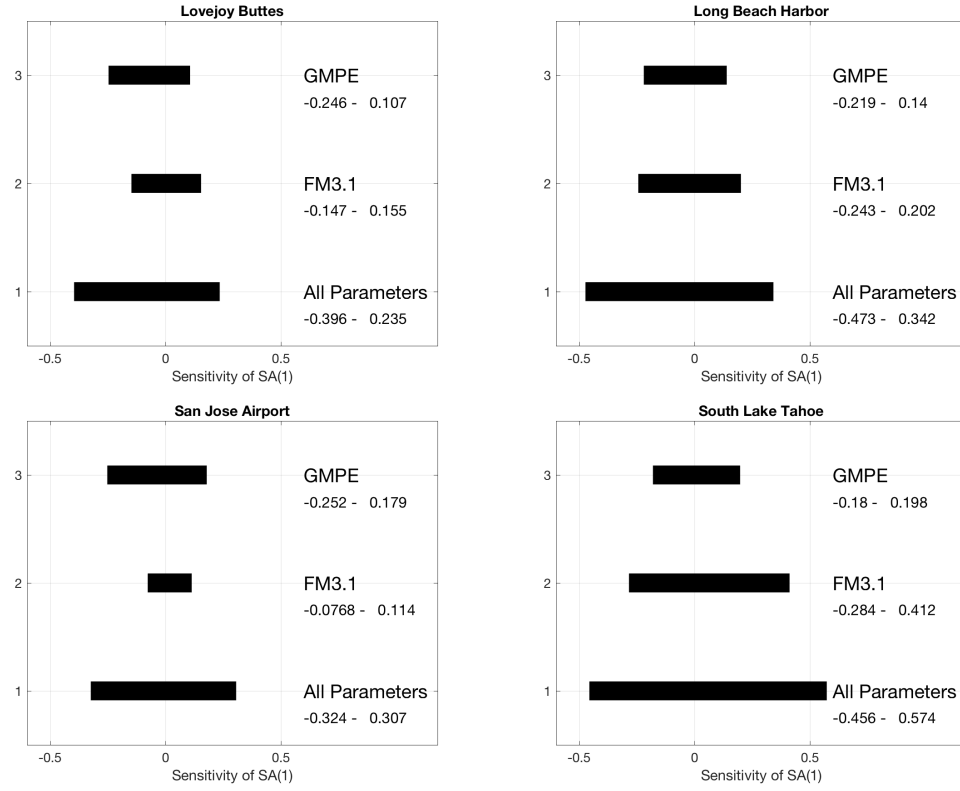 Lovejoy Buttes
3
GMPE
-0.246 - 0.107
2
FM3.1
-0.147 - 0.155
1
All Parameters
-0.396 - 0.235
-0.5 0 0.5
Sensitivity of SA(1)
Long Beach Harbor
3
GMPE
-0.219 - 0.14
2
FM3.1
-0.243 - 0.202
1
All Parameters
-0.473 - 0.342
-0.5 0 0.5
Sensitivity of SA(1)
San Jose Airport
3
GMPE
-0.252 - 0.179
2
FM3.1
-0.0768 - 0.114
1
All Parameters
-0.324 - 0.307
-0.5 0 0.5
Sensitivity of SA(1)
South Lake Tahoe
3
GMPE
-0.18 - 0.198
2
FM3.1
-0.284 - 0.412
1
All Parameters
-0.456 - 0.574
-0.5 0 0.5
Sensitivity of SA(1)